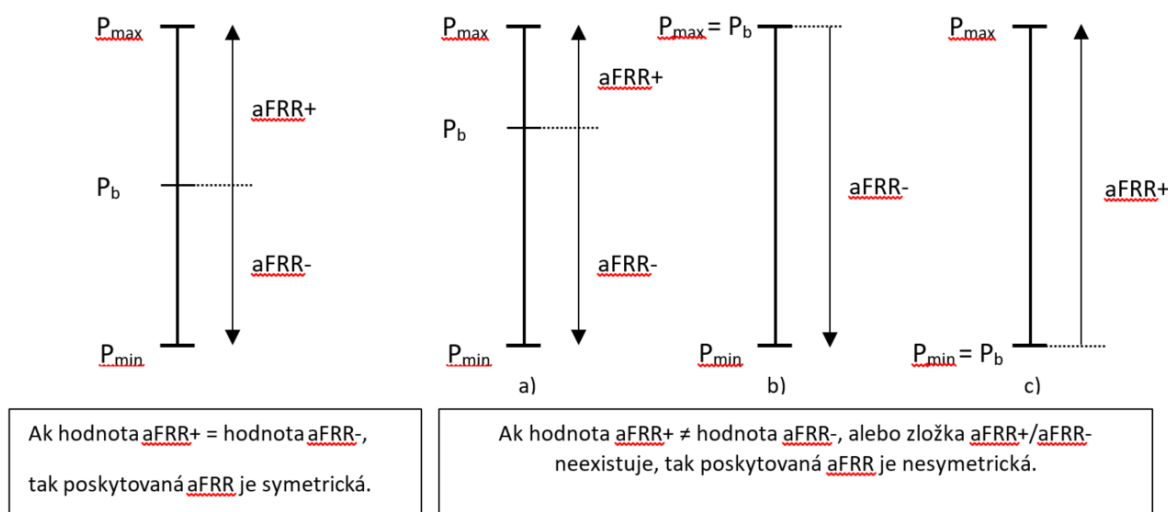 Pmax
aFRR+
Pb
aFRR-
Pmin
Pmax
aFRR+
Pb
aFRR-
Pmin
a)
Pmax = Pb
aFRR-
Pmin
b)
Pmax
aFRR+
Pmin = Pb
c)
Ak hodnota aFRR+ = hodnota aFRR-,
tak poskytovaná aFRR je symetrická.
Ak hodnota aFRR+ ≠ hodnota aFRR-, alebo zložka aFRR+/aFRR-
neexistuje, tak poskytovaná aFRR je nesymetrická.